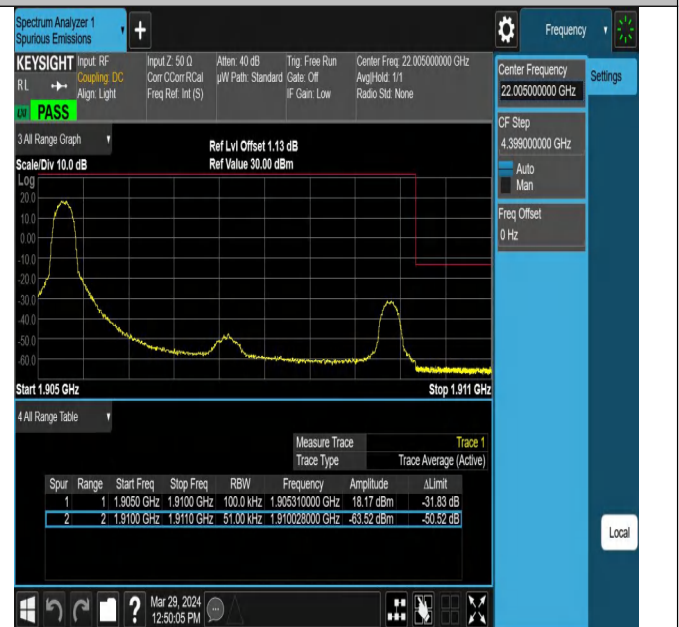 Spectrum Analyzer 1
Spurious Emissions
Frequency
KEYSIGHT Input: RF Input Z: 50 Ω Atten: 40 dB Trig: Free Run Center Freq: 22.005000000 GHz
RL Coupling: DC Corr CCorr RCal µW Path: Standard Gate: Off Avg|Hold: 1/1
Align: Light Freq Ref: Int (S) IF Gain: Low Radio Std: None
PASS
Center Frequency
22.005000000 GHz
Settings
CF Step
4.399000000 GHz
Auto
Man
Freq Offset
0 Hz
3 All Range Graph
Ref Lvl Offset 1.13 dB
Scale/Div 10.0 dB Ref Value 30.00 dBm
Log
20.0
10.0
0.00
-10.0
-20.0
-30.0
-40.0
-50.0
-60.0
Start 1.905 GHz Stop 1.911 GHz
4 All Range Table
Measure Trace Trace 1
Trace Type Trace Average (Active)
Spur Range Start Freq Stop Freq RBW Frequency Amplitude ΔLimit
1 1 1.9050 GHz 1.9100 GHz 100.0 kHz 1.905310000 GHz 18.17 dBm -31.83 dB
2 2 1.9100 GHz 1.9110 GHz 51.00 kHz 1.910028000 GHz -63.52 dBm -50.52 dB
Local
Mar 29, 2024
12:50:05 PM